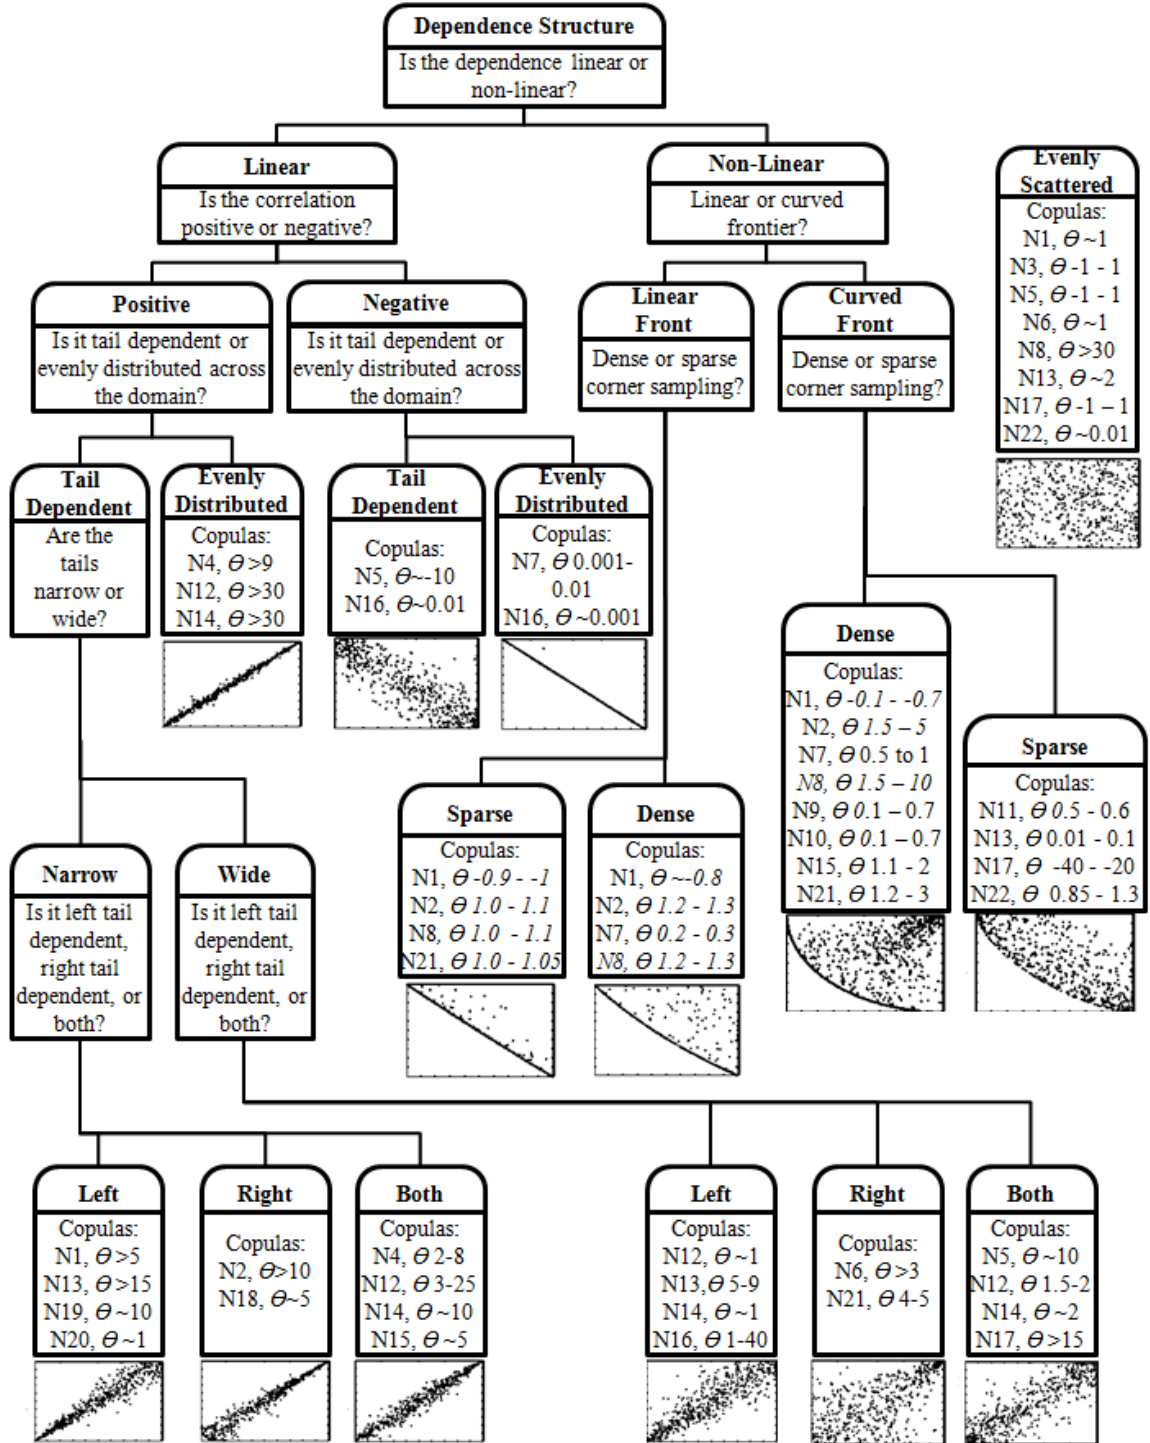 Dependence Structure
Is the dependence linear or
non-linear?
Linear
Is the correlation
positive or negative?
Non-Linear
Linear or curved
frontier?
Evenly
Scattered
Copulas:
N1, ϴ ~1
N3, ϴ -1 - 1
N5, ϴ -1 - 1
N6, ϴ ~1
N8, ϴ >30
N13, ϴ ~2
N17, ϴ -1 – 1
N22, ϴ ~0.01
Positive
Is it tail dependent or
evenly distributed across
the domain?
Negative
Is it tail dependent or
evenly distributed across
the domain?
Linear
Front
Dense or sparse
corner sampling?
Curved
Front
Dense or sparse
corner sampling?
Tail
Dependent
Are the
tails
narrow or
wide?
Evenly
Distributed
Copulas:
N4, ϴ >9
N12, ϴ >30
N14, ϴ >30
Tail
Dependent
Copulas:
N5, ϴ~-10
N16, ϴ~0.01
Evenly
Distributed
Copulas:
N7, ϴ 0.001-
0.01
N16, ϴ ~0.001
Dense
Copulas:
N1, ϴ -0.1 - -0.7
N2, ϴ 1.5 – 5
N7, ϴ 0.5 to 1
N8, ϴ 1.5 – 10
N9, ϴ 0.1 – 0.7
N10, ϴ 0.1 – 0.7
N15, ϴ 1.1 - 2
N21, ϴ 1.2 - 3
Sparse
Copulas:
N11, ϴ 0.5 - 0.6
N13, ϴ 0.01 - 0.1
N17, ϴ -40 - -20
N22, ϴ 0.85 - 1.3
Sparse
Copulas:
N1, ϴ -0.9 - -1
N2, ϴ 1.0 - 1.1
N8, ϴ 1.0 - 1.1
N21, ϴ 1.0 - 1.05
Dense
Copulas:
N1, ϴ ~-0.8
N2, ϴ 1.2 - 1.3
N7, ϴ 0.2 - 0.3
N8, ϴ 1.2 - 1.3
Narrow
Is it left tail
dependent,
right tail
dependent, or
both?
Wide
Is it left tail
dependent,
right tail
dependent, or
both?
Left
Copulas:
N1, ϴ >5
N13, ϴ >15
N19, ϴ ~10
N20, ϴ ~1
Right
Copulas:
N2, ϴ>10
N18, ϴ~5
Both
Copulas:
N4, ϴ 2-8
N12, ϴ 3-25
N14, ϴ ~10
N15, ϴ ~5
Left
Copulas:
N12, ϴ ~1
N13,ϴ 5-9
N14, ϴ ~1
N16, ϴ 1-40
Right
Copulas:
N6, ϴ >3
N21, ϴ 4-5
Both
Copulas:
N5, ϴ ~10
N12, ϴ 1.5-2
N14, ϴ ~2
N17, ϴ >15